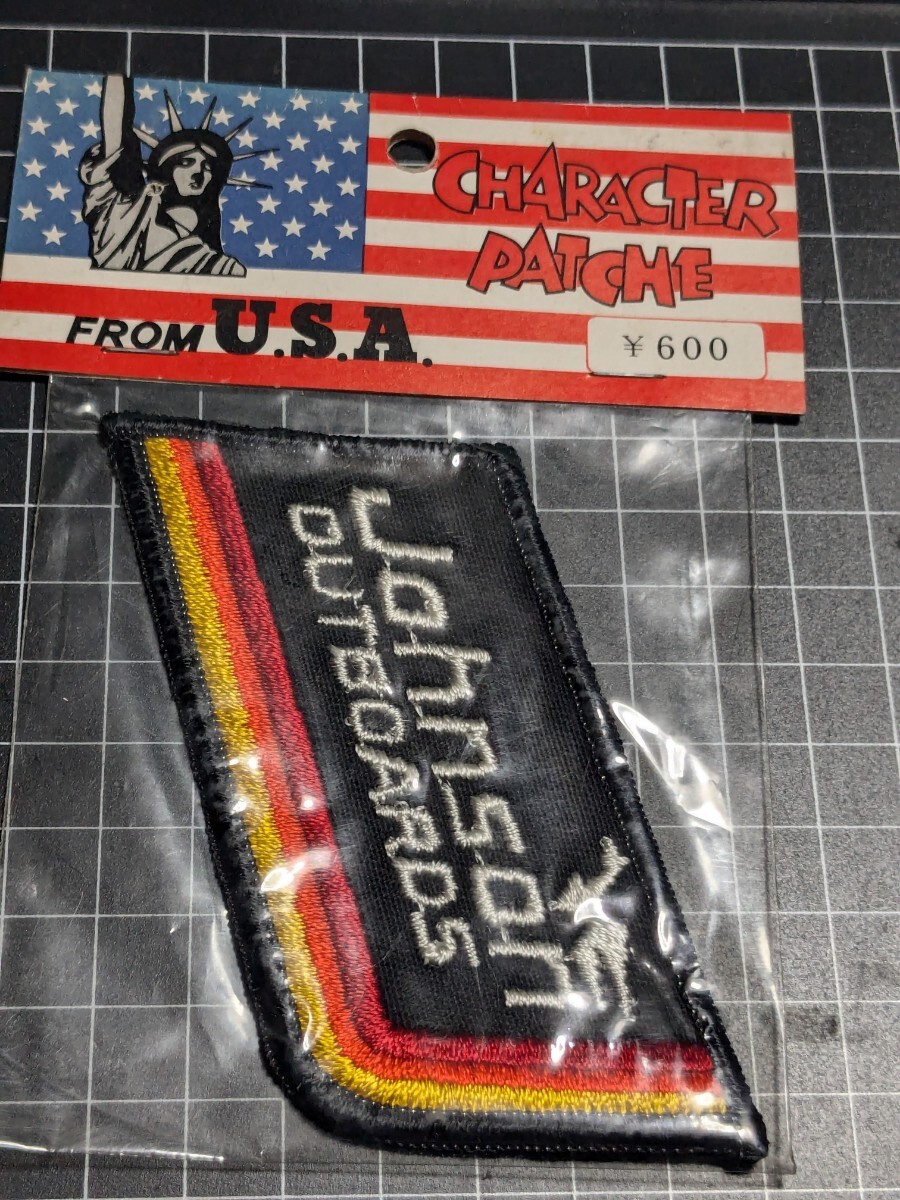 CHARACTER
PATCHE
FROM U.S.A.
¥600
Johnson
OUTBOARDS